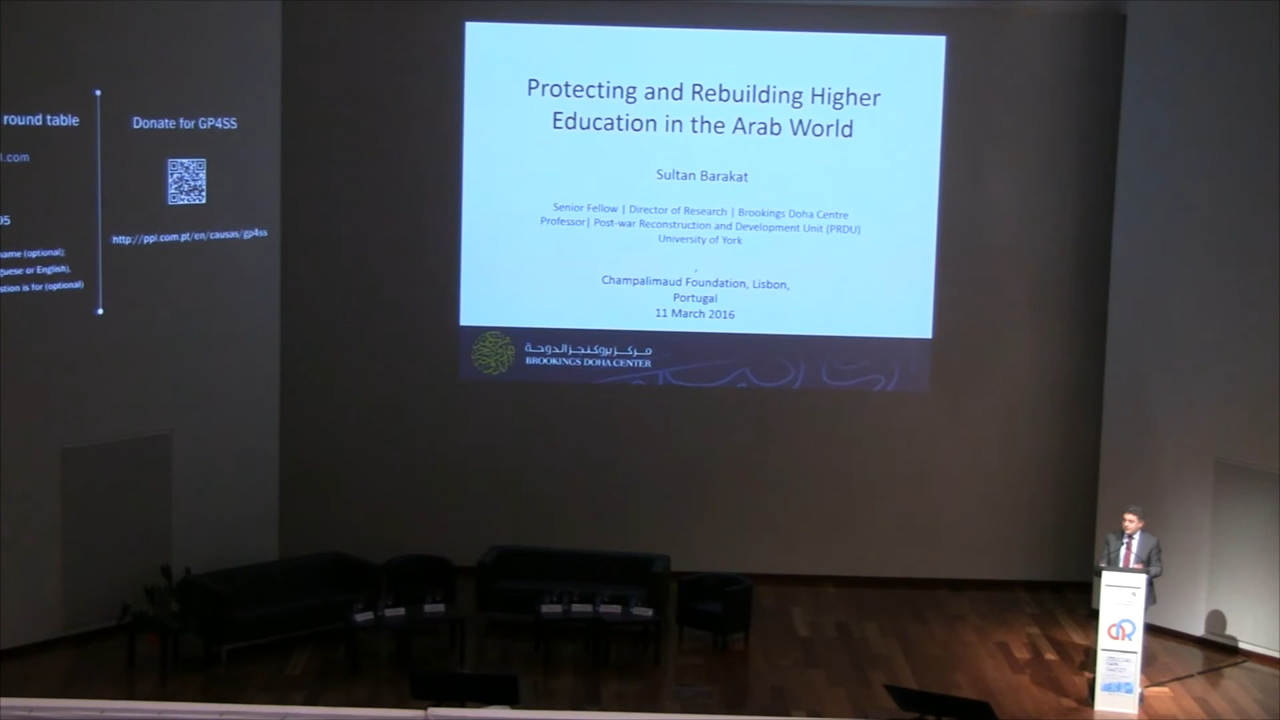 round table
l.com
05
name (optional);
guese or English),
stion is for (optional)
Donate for GP4SS
http://ppl.com.pt/en/causas/gp4ss
Protecting and Rebuilding Higher
Education in the Arab World
Sultan Barakat
Senior Fellow | Director of Research | Brookings Doha Centre
Professor| Post-war Reconstruction and Development Unit (PRDU)
University of York
Champalimaud Foundation, Lisbon,
Portugal
11 March 2016
مركز بروكنجز الدوحة
BROOKINGS DOHA CENTER